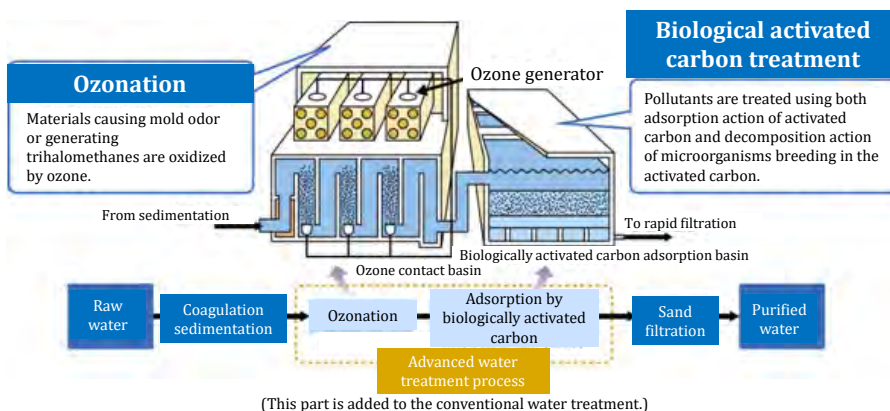 Biological activated
carbon treatment
Ozonation
Ozone generator
Materials causing mold odor
or generating
trihalomethanes are oxidized
by ozone.
Pollutants are treated using both
adsorption action of activated
carbon and decomposition action
of microorganisms breeding in the
activated carbon.
From sedimentation
To rapid filtration
Biologically activated carbon adsorption basin
Ozone contact basin
Raw
water
Coagulation
sedimentation
Ozonation
Adsorption by
biologically activated
carbon
Sand
filtration
Purified
water
Advanced water
treatment process
(This part is added to the conventional water treatment.)